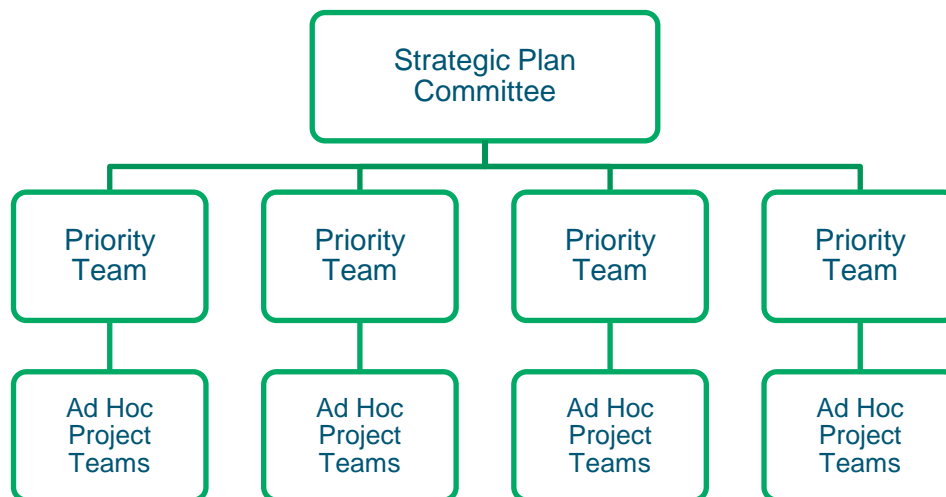 Strategic Plan
Committee
Priority
Team
Priority
Team
Priority
Team
Priority
Team
Ad Hoc
Project
Teams
Ad Hoc
Project
Teams
Ad Hoc
Project
Teams
Ad Hoc
Project
Teams